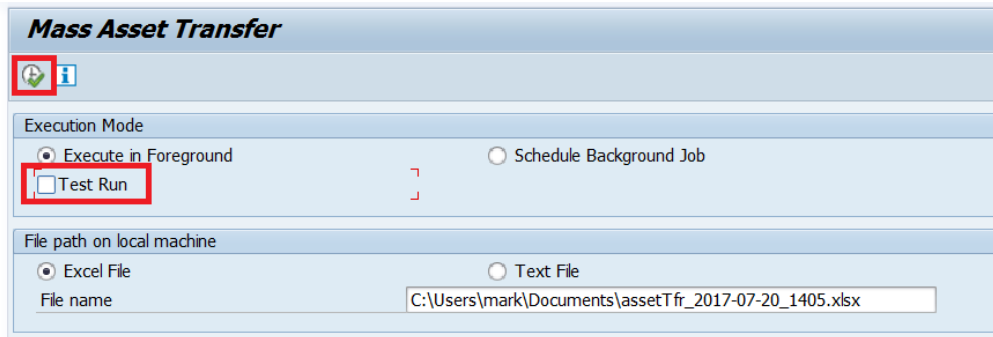 Mass Asset Transfer
Execution Mode
Execute in Foreground Schedule Background Job
Test Run
File path on local machine
Excel File Text File
File name C:\Users\mark\Documents\assetTfr_2017-07-20_1405.xlsx